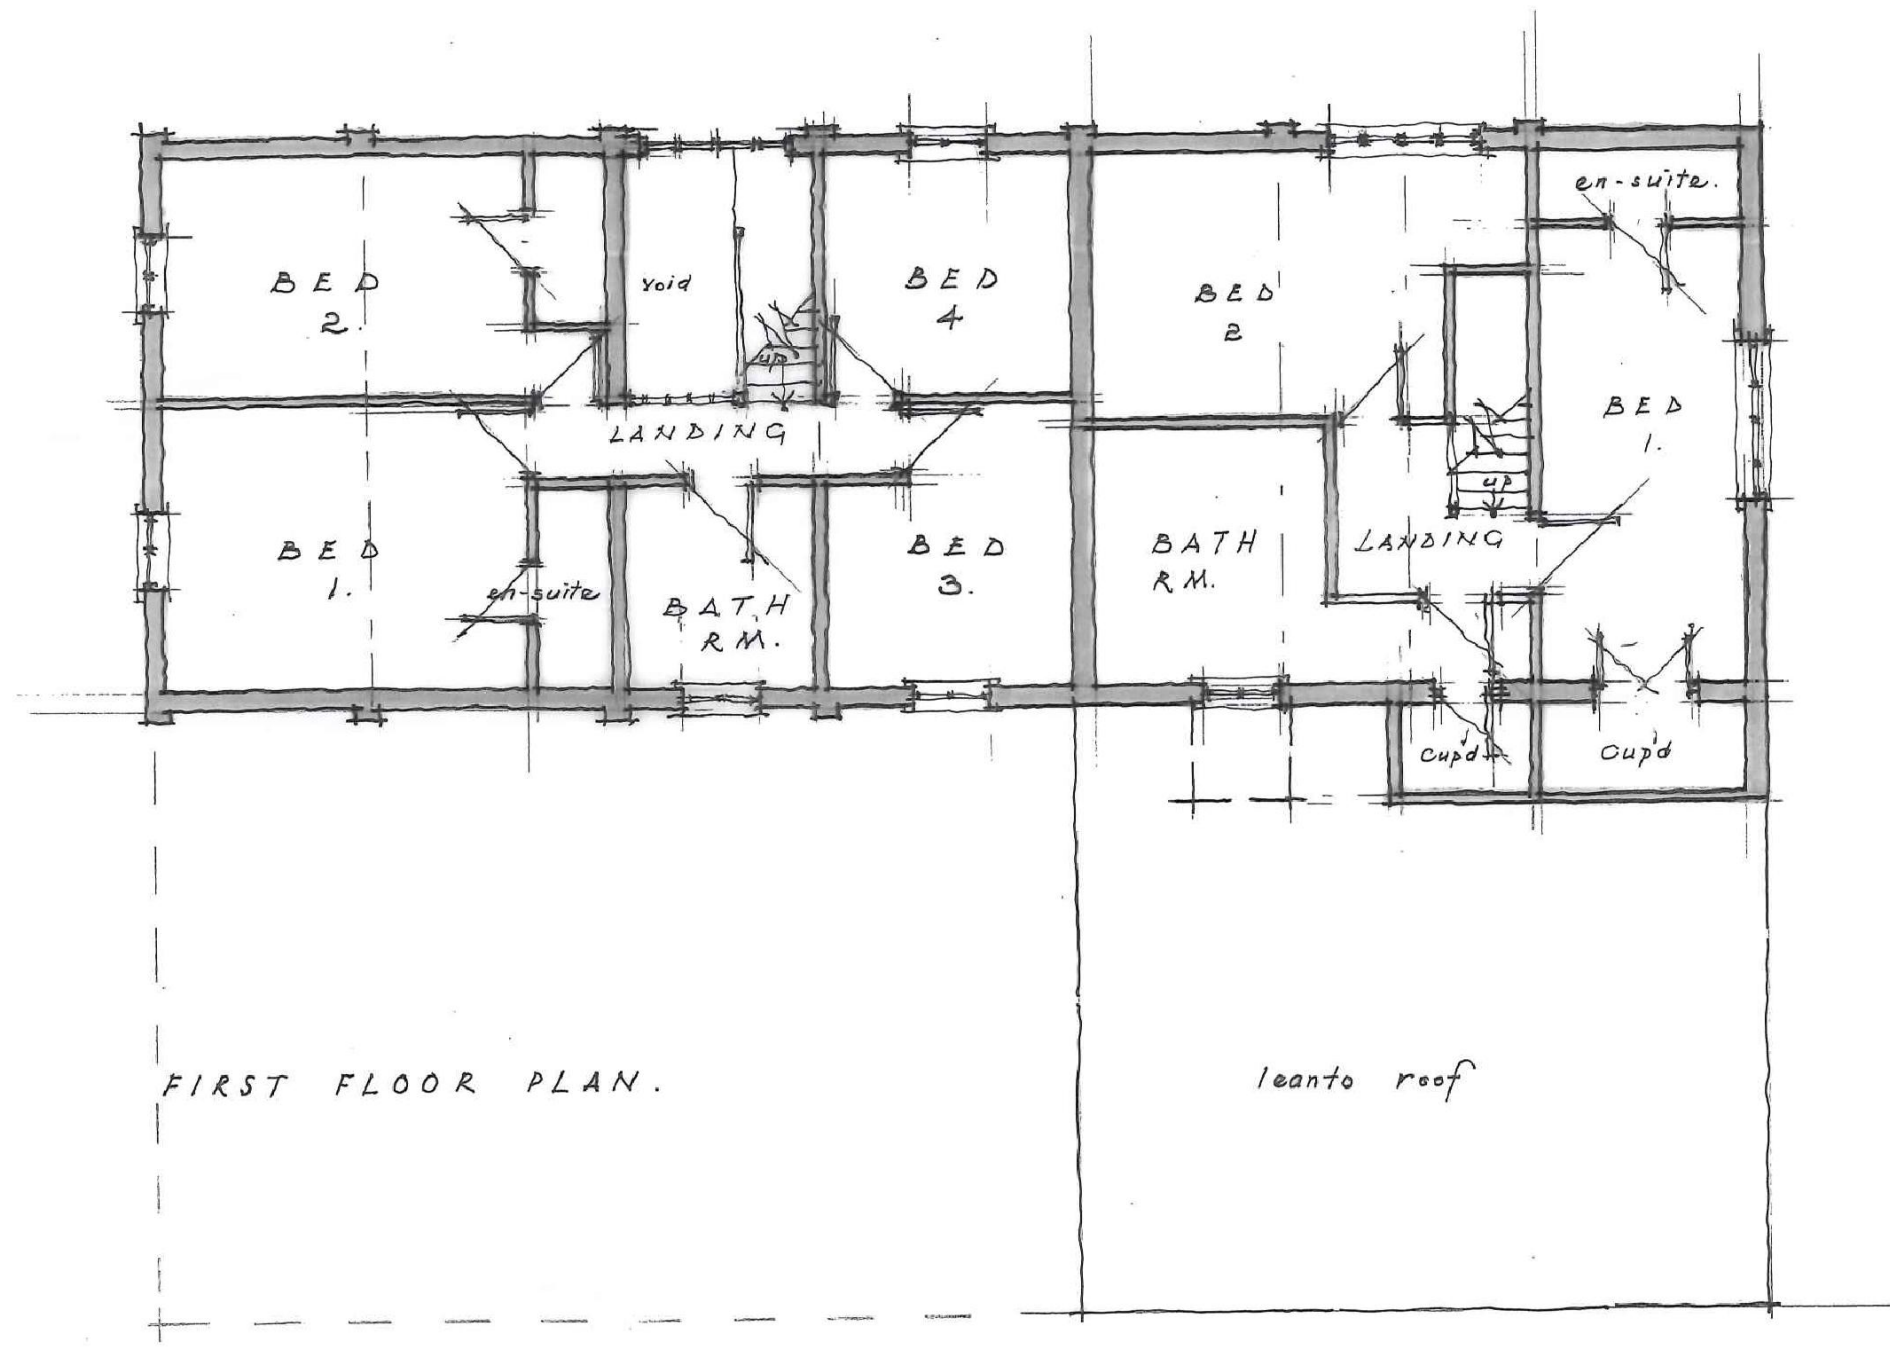 en-suite.
BED
2.
void
BED
4
BED
2
up
BED
1.
LANDING
up
BED
1.
en-suite
BATH
RM.
BED
3.
BATH
RM.
LANDING
cup'd
cup'd
FIRST FLOOR PLAN.
leanto roof